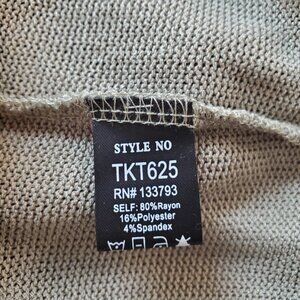 STYLE NO
TKT625
RN# 133793
SELF: 80%Rayon
16%Polyester
4%Spandex